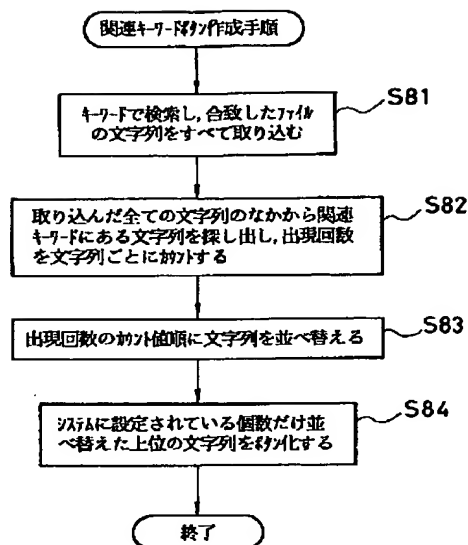 関連キーワードボタン作成手順
S81
キーワードで検索し,合致したファイル
の文字列をすべて取り込む
S82
取り込んだ全ての文字列のなかから関連
キーワードにある文字列を探し出し,出現回数
を文字列ごとにカウントする
S83
出現回数のカウント値順に文字列を並べ替える
S84
システムに設定されている個数だけ並
べ替えた上位の文字列をボタン化する
終了